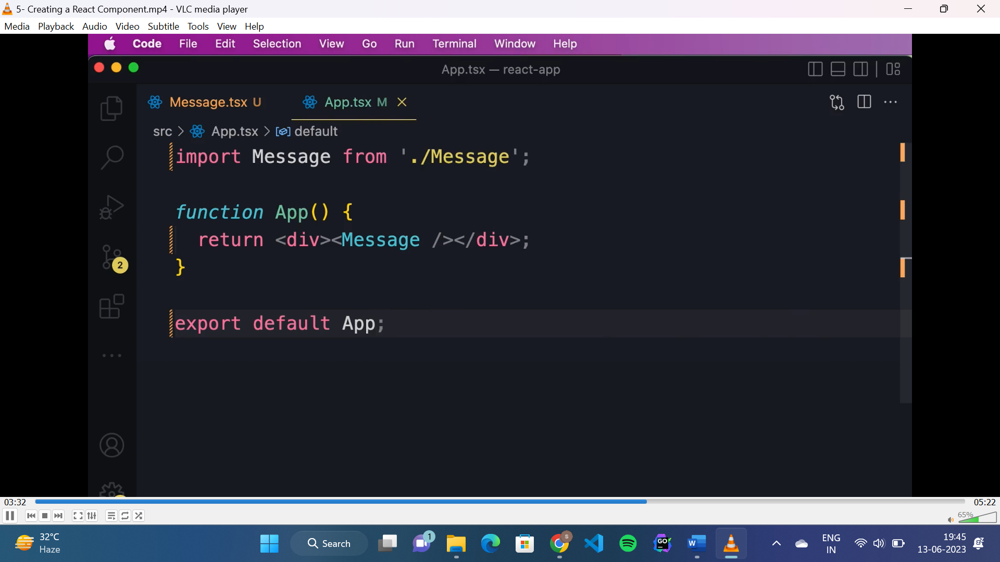 5- Creating a React Component.mp4 - VLC media player
Media Playback Audio Video Subtitle Tools View Help
Code File Edit Selection View Go Run Terminal Window Help
App.tsx — react-app
Message.tsx U App.tsx M
src > App.tsx > default
import Message from './Message';
function App() {
return <div><Message /></div>;
}
2
export default App;
03:32 05:22
65%
32°C
Haze
Search
1
S
GO
W
ENG
IN
19:45
13-06-2023